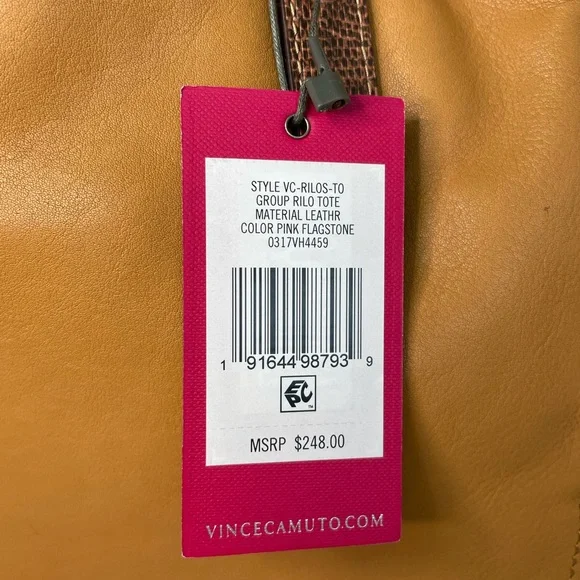 STYLE VC-RILOS-TO
GROUP RILO TOTE
MATERIAL LEATHR
COLOR PINK FLAGSTONE
0317VH4459
1 91644 98793 9
EPC™
MSRP $248.00
VINCECAMUTO.COM